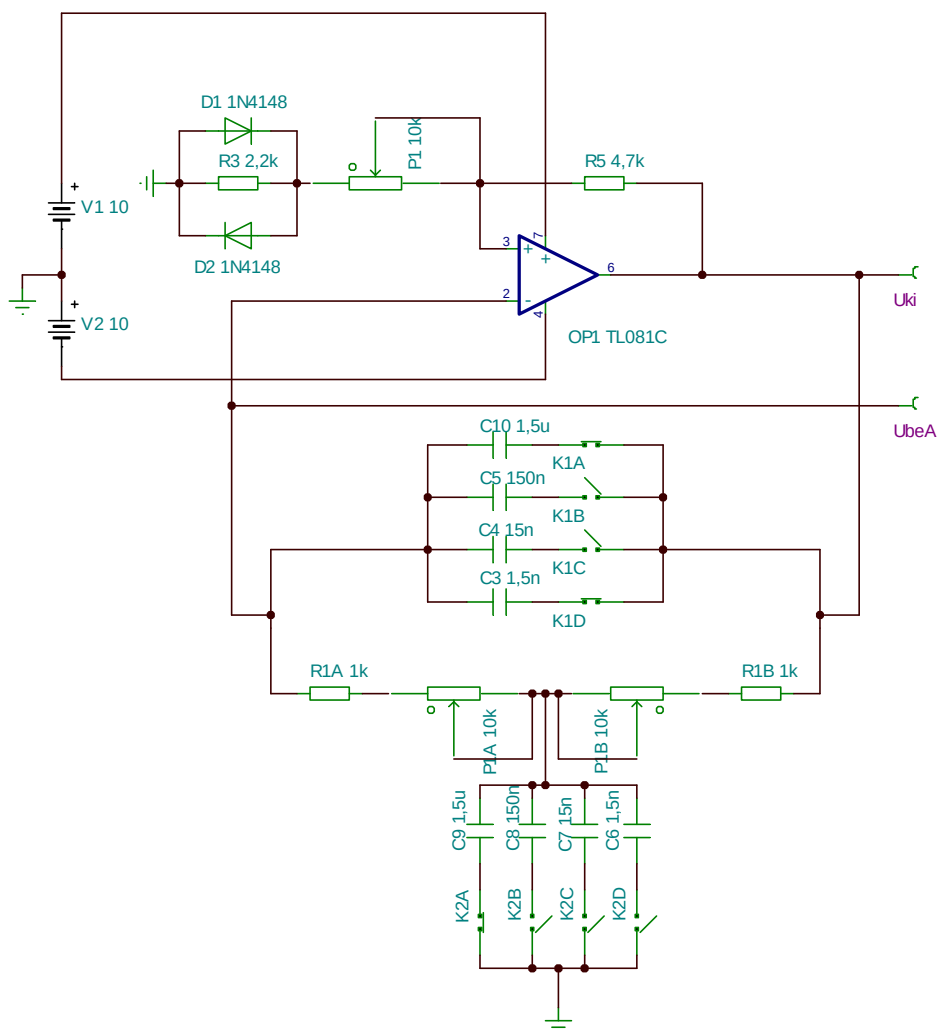 D1 1N4148
R3 2,2k
D2 1N4148
P1 10k
R5 4,7k
+
V1 10
+
V2 10
3
+
7
+
6
2
-
4
OP1 TL081C
Uki
UbeA
C10 1,5u
K1A
C5 150n
K1B
C4 15n
K1C
C3 1,5n
K1D
R1A 1k
R1B 1k
P1A 10k
P1B 10k
C9 1,5u
C8 150n
C7 15n
C6 1,5n
K2A
K2B
K2C
K2D